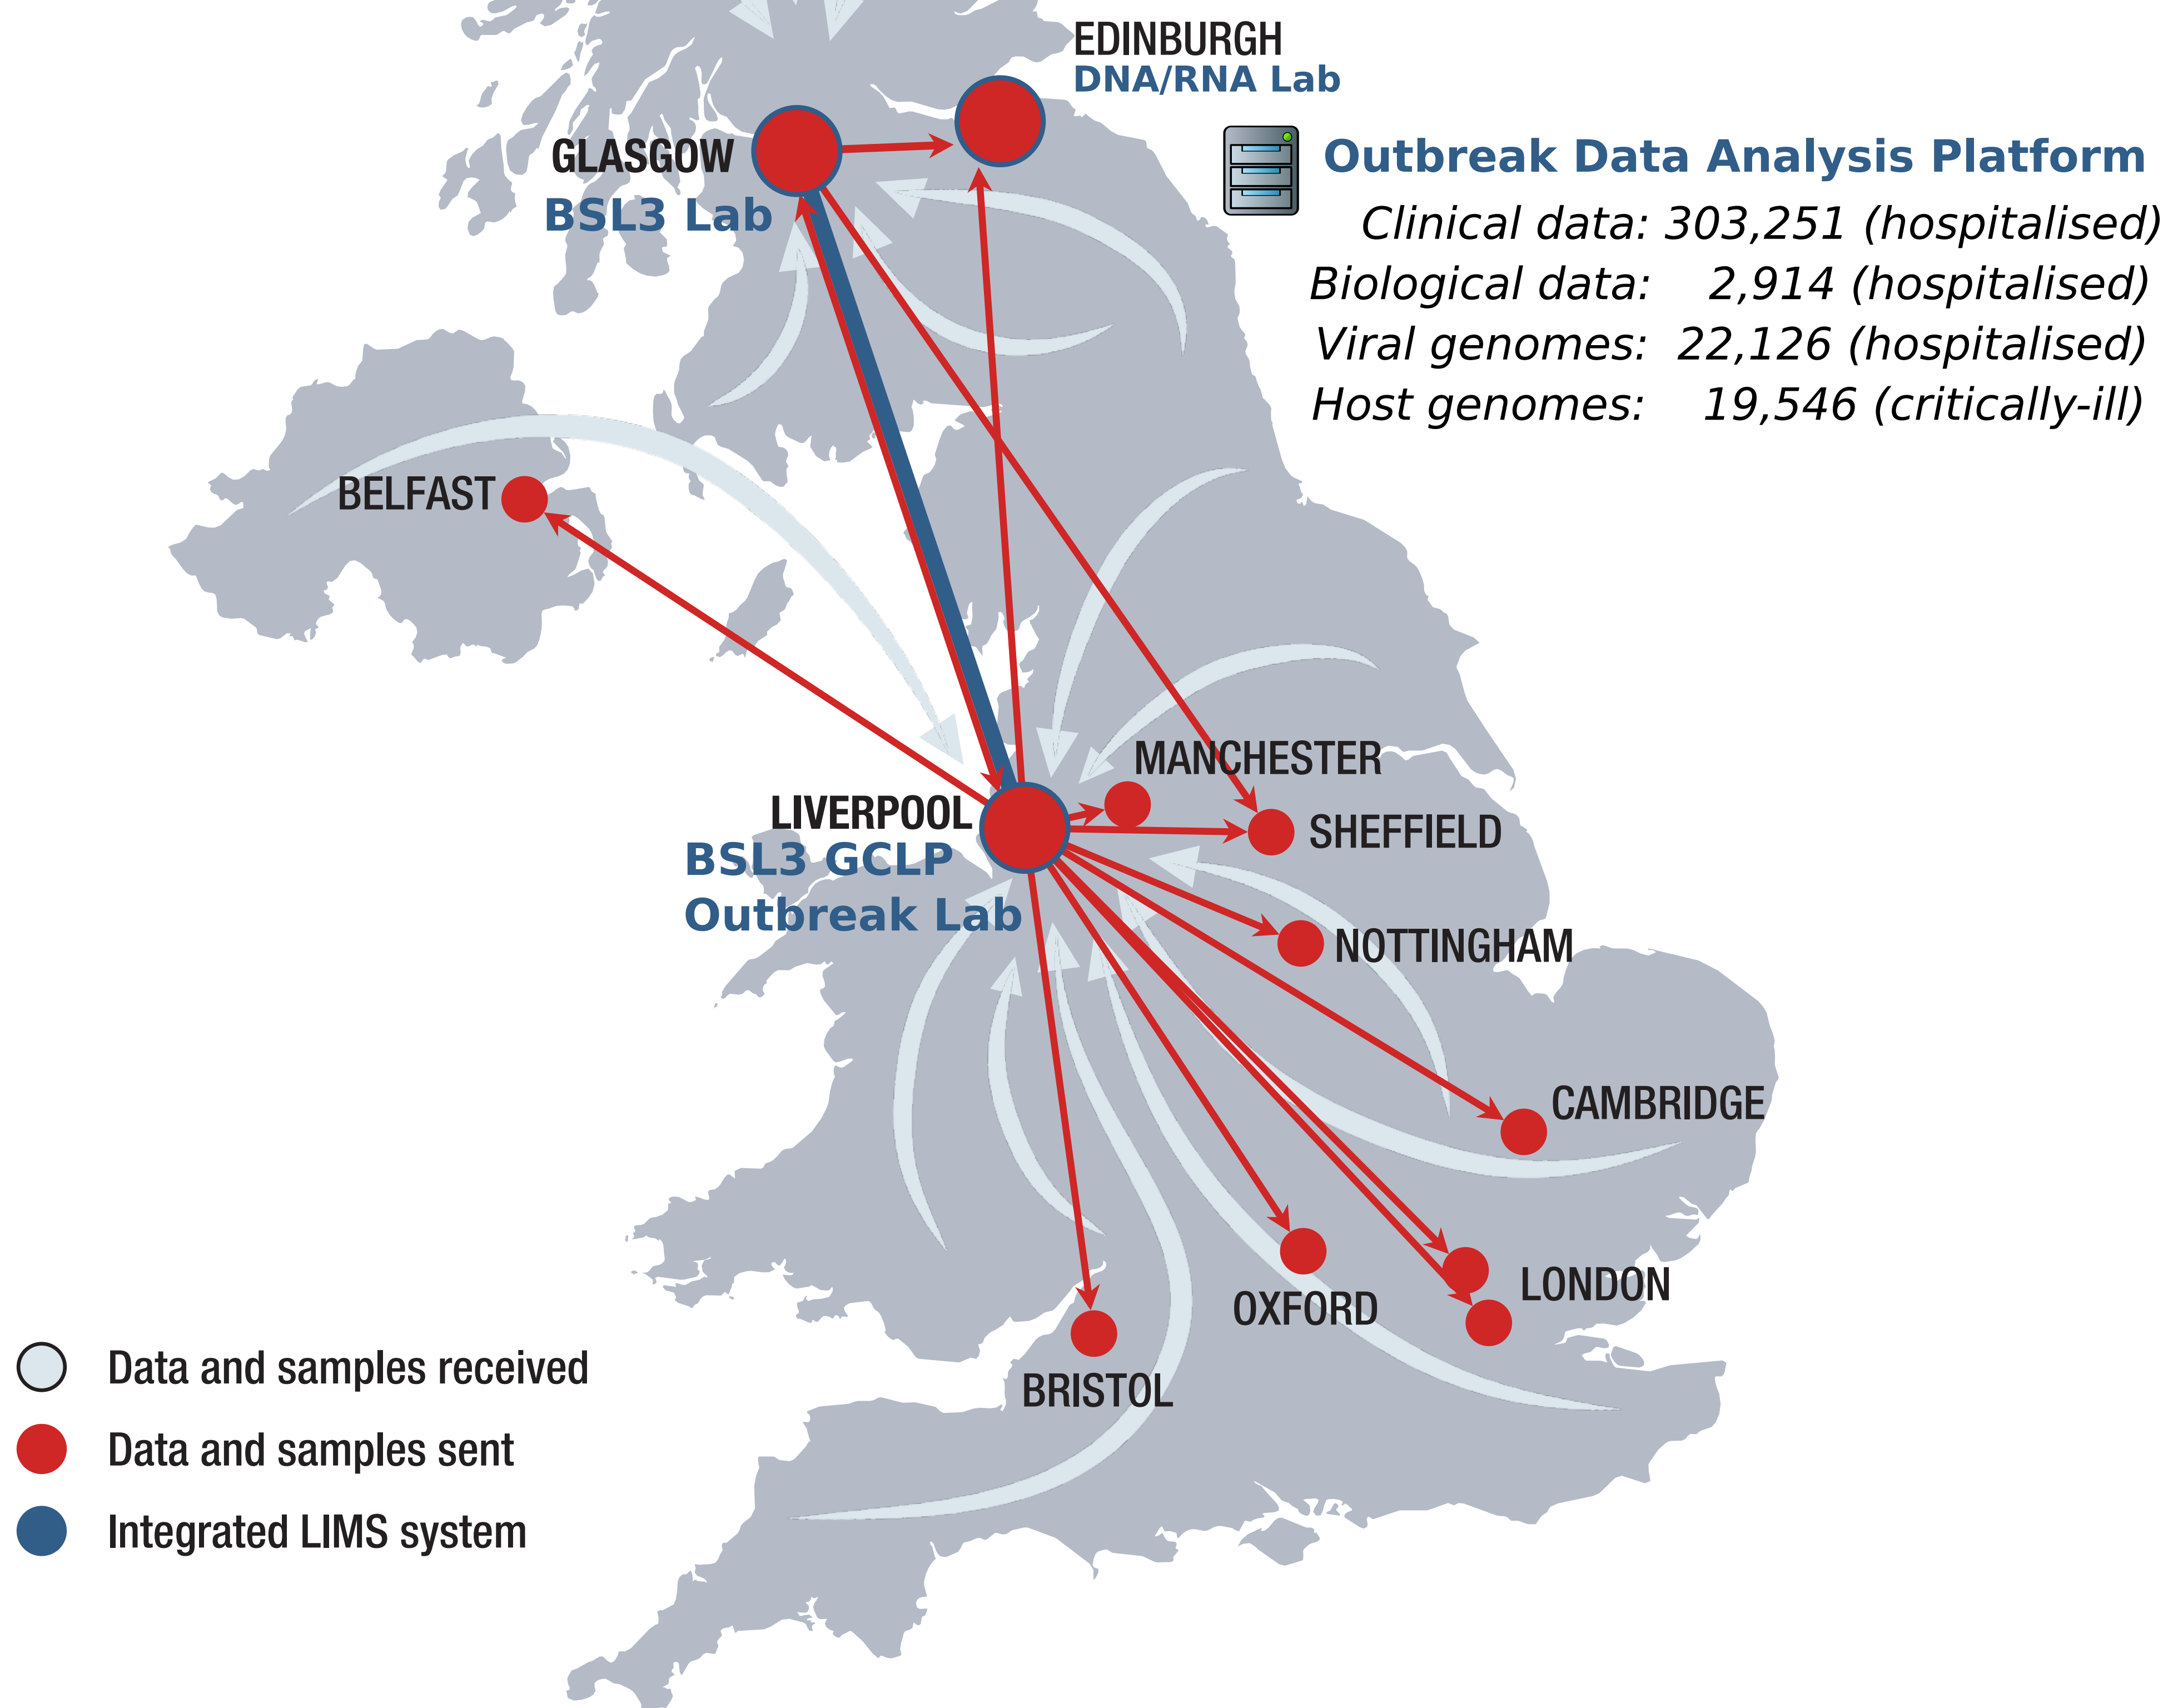 EDINBURGH
DNA/RNA Lab
GLASGOW
BSL3 Lab
Outbreak Data Analysis Platform
Clinical data: 303,251 (hospitalised)
Biological data: 2,914 (hospitalised)
Viral genomes: 22,126 (hospitalised)
Host genomes: 19,546 (critically-ill)
BELFAST
MANCHESTER
LIVERPOOL
BSL3 GCLP
Outbreak Lab
SHEFFIELD
NOTTINGHAM
CAMBRIDGE
LONDON
OXFORD
BRISTOL
Data and samples received
Data and samples sent
Integrated LIMS system